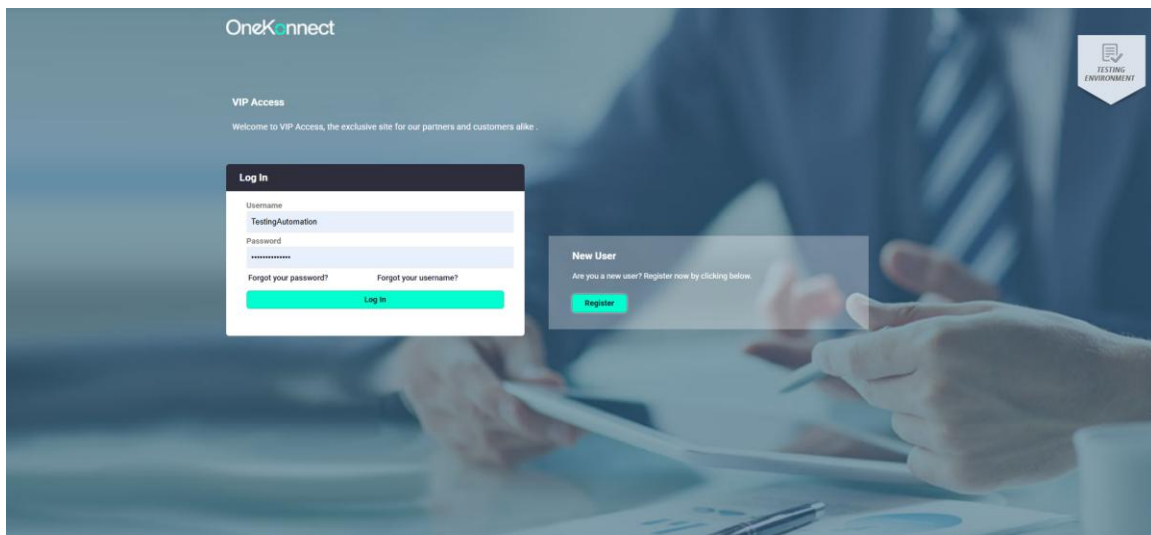 OneKonnect
TESTING
ENVIRONMENT
VIP Access
Welcome to VIP Access, the exclusive site for our partners and customers alike .
Log In
Username
TestingAutomation
Password
••••••••••••••
Forgot your password? Forgot your username?
Log In
New User
Are you a new user? Register now by clicking below.
Register